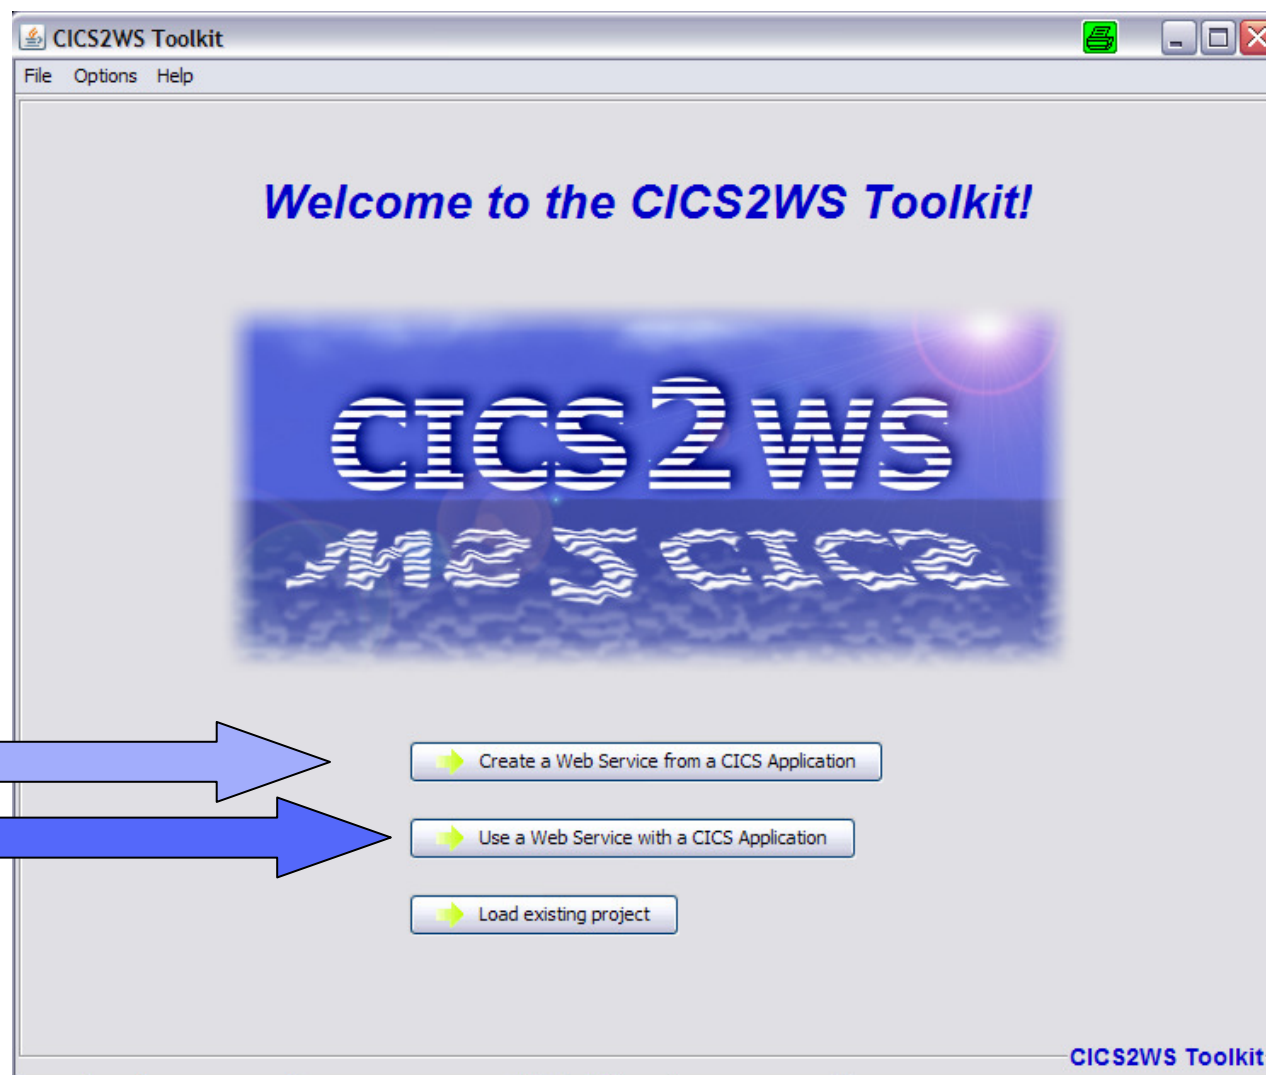 CICS2WS Toolkit
File Options Help
Welcome to the CICS2WS Toolkit!
CICS2WS
Create a Web Service from a CICS Application
Use a Web Service with a CICS Application
Load existing project
CICS2WS Toolkit